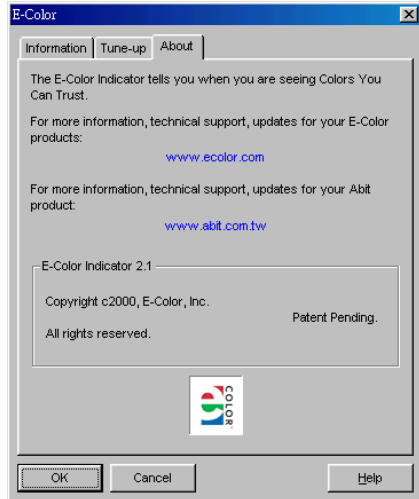 E-Color
Information Tune-up About
The E-Color Indicator tells you when you are seeing Colors You
Can Trust.
For more information, technical support, updates for your E-Color
products:
www.ecolor.com
For more information, technical support, updates for your Abit
product:
www.abit.com.tw
E-Color Indicator 2.1
Copyright c2000, E-Color, Inc.
Patent Pending.
All rights reserved.
COLOR
OK Cancel Help